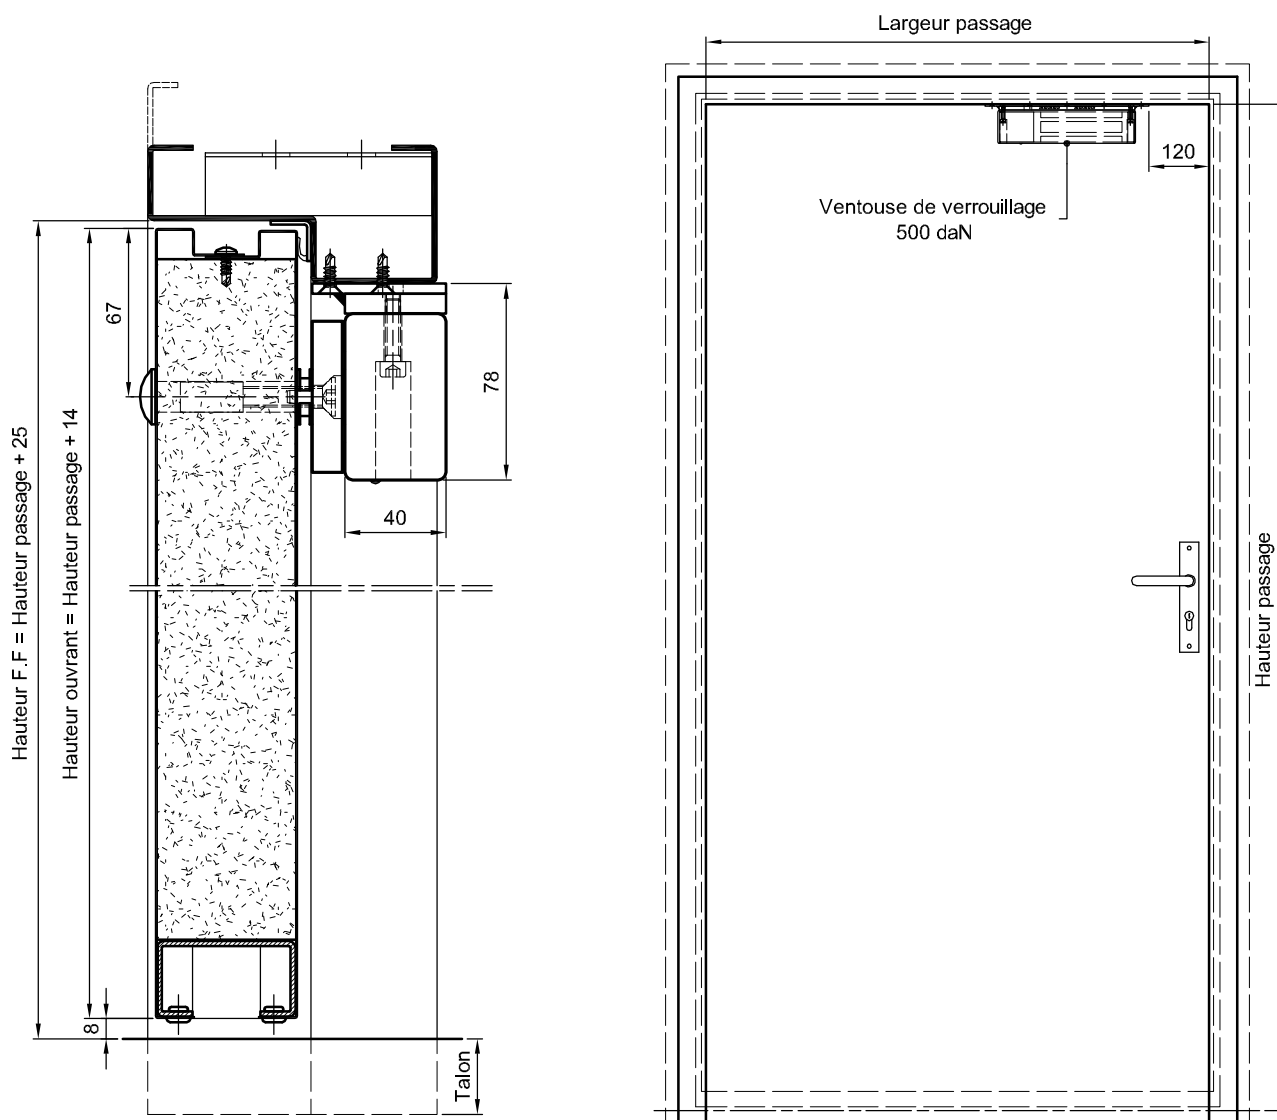 Largeur passage
120
Ventouse de verrouillage
500 daN
67
78
40
Hauteur F.F = Hauteur passage + 25
Hauteur ouvrant = Hauteur passage + 14
Hauteur passage
8
Talon